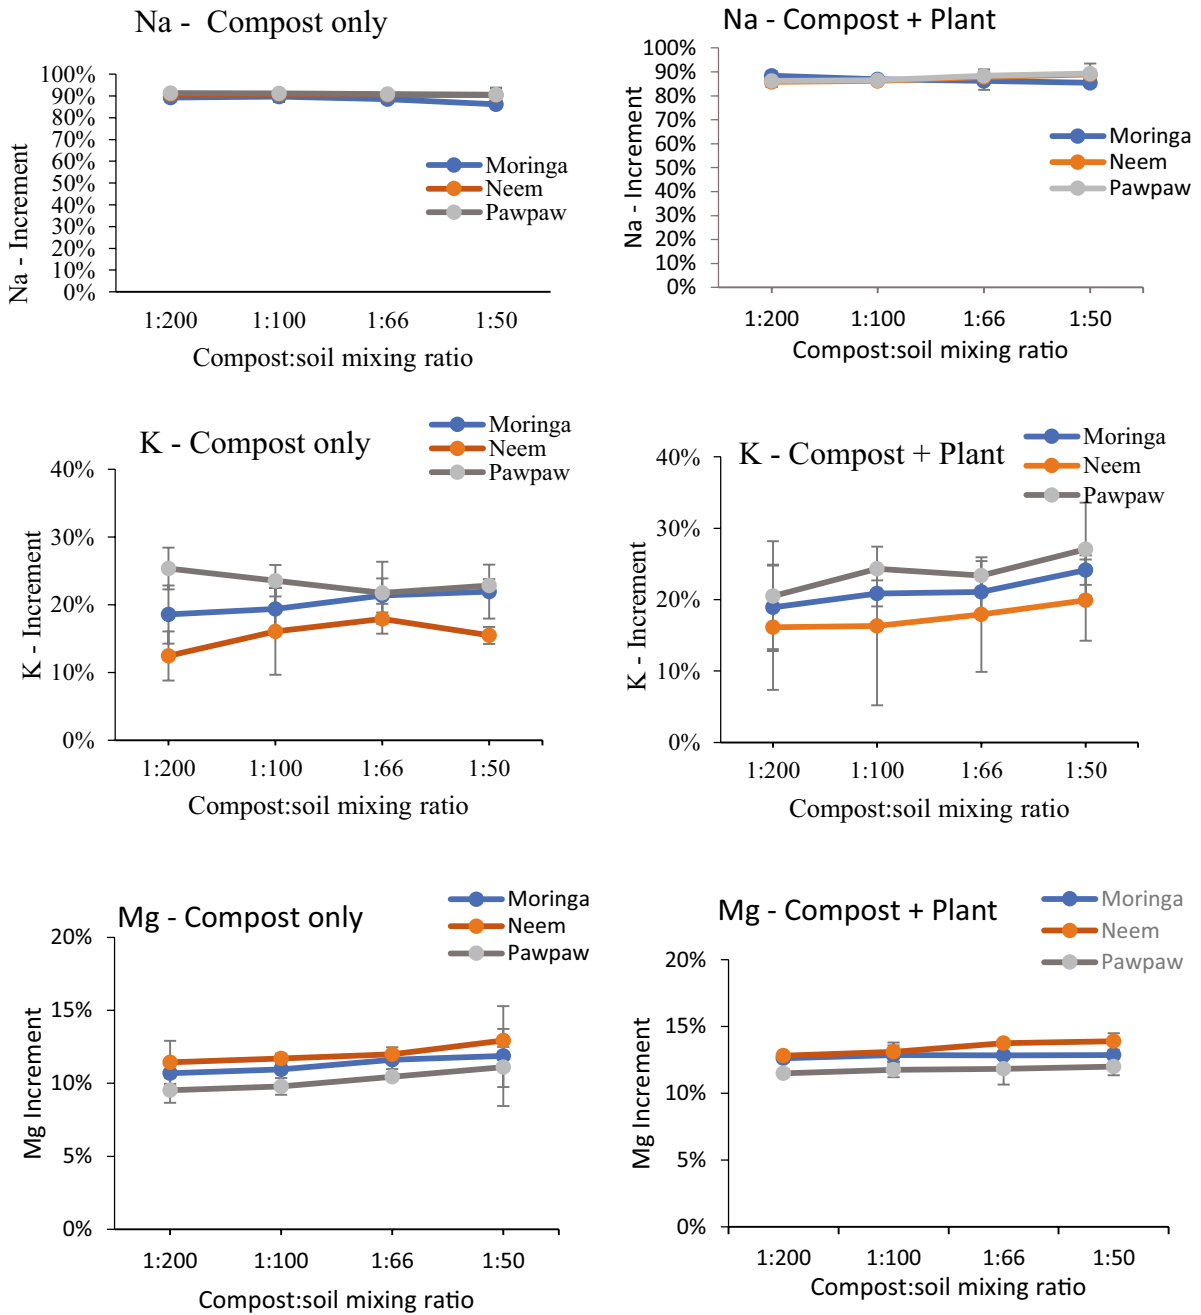 Na -  Compost only
100%
90%
80%
70%
60%
50%
40%
30%
20%
10%
0%
Na - Increment
Moringa
Neem
Pawpaw
1:200
1:100
1:66
1:50
Compost:soil mixing ratio
Na - Compost + Plant
100%
90%
80%
70%
60%
50%
40%
30%
20%
10%
0%
Na - Increment
Moringa
Neem
Pawpaw
1:200
1:100
1:66
1:50
Compost:soil mixing ratio
K - Compost only
Moringa
Neem
Pawpaw
40%
30%
20%
10%
0%
K - Increment
1:200
1:100
1:66
1:50
Compost:soil mixing ratio
K - Compost + Plant
Moringa
Neem
Pawpaw
40%
30%
20%
10%
0%
K - Increment
1:200
1:100
1:66
1:50
Compost:soil mixing ratio
Mg - Compost only
Moringa
Neem
Pawpaw
20%
15%
10%
5%
0%
Mg Increment
1:200
1:100
1:66
1:50
Compost:soil mixing ratio
Mg - Compost + Plant
Moringa
Neem
Pawpaw
20%
15%
10%
5%
0%
Mg Increment
1:200
1:100
1:66
1:50
Compost:soil mixing ratio